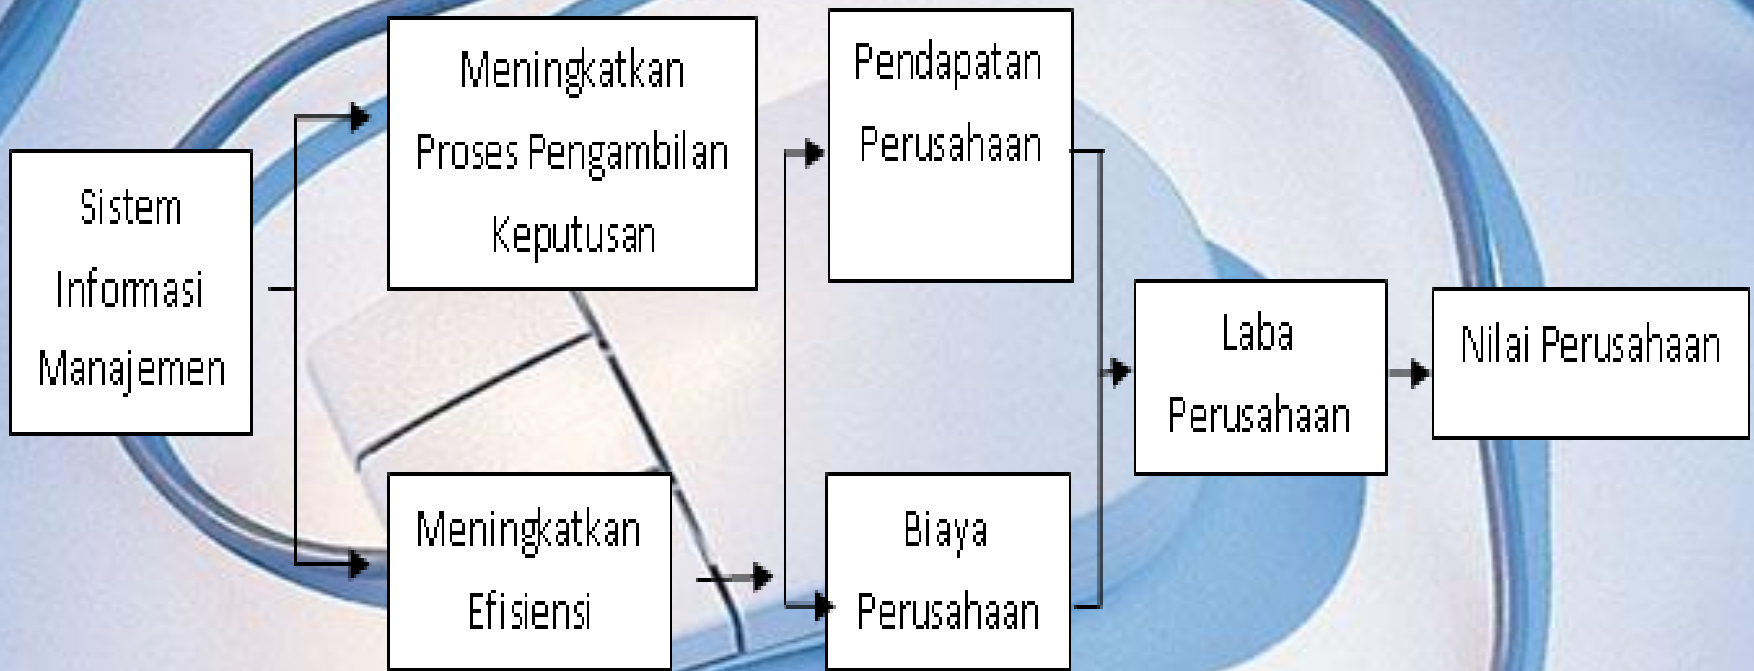 Sistem
Informasi
Manajemen
Meningkatkan
Proses Pengambilan
Keputusan
Meningkatkan
Efisiensi
Pendapatan
Perusahaan
Biaya
Perusahaan
Laba
Perusahaan
Nilai Perusahaan